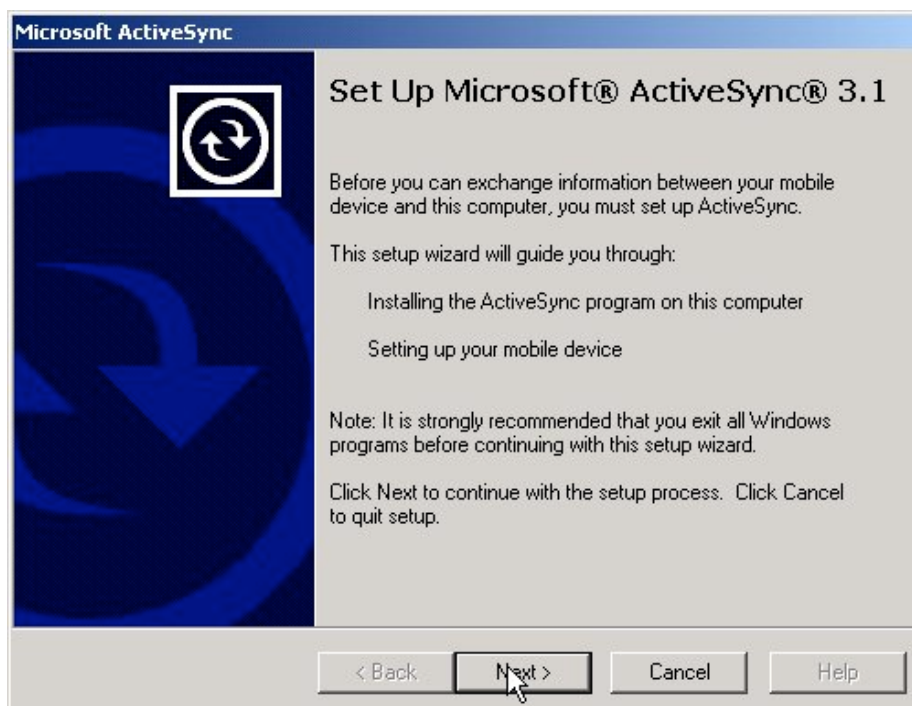 Microsoft ActiveSync
Set Up Microsoft® ActiveSync® 3.1
Before you can exchange information between your mobile
device and this computer, you must set up ActiveSync.
This setup wizard will guide you through:
Installing the ActiveSync program on this computer
Setting up your mobile device
Note: It is strongly recommended that you exit all Windows
programs before continuing with this setup wizard.
Click Next to continue with the setup process.  Click Cancel
to quit setup.
< Back Next > Cancel Help